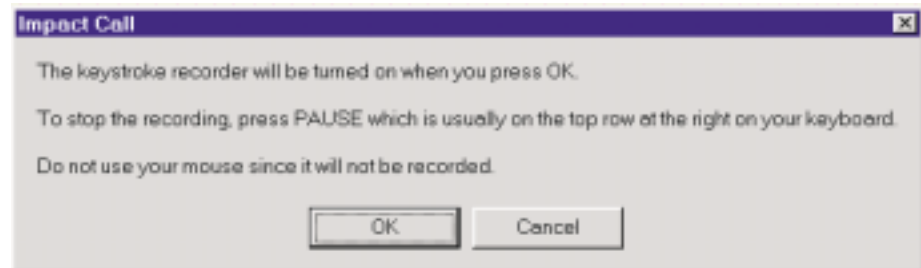 Impact Call
The keystroke recorder will be turned on when you press OK.
To stop the recording, press PAUSE which is usually on the top row at the right on your keyboard.
Do not use your mouse since it will not be recorded.
OK Cancel